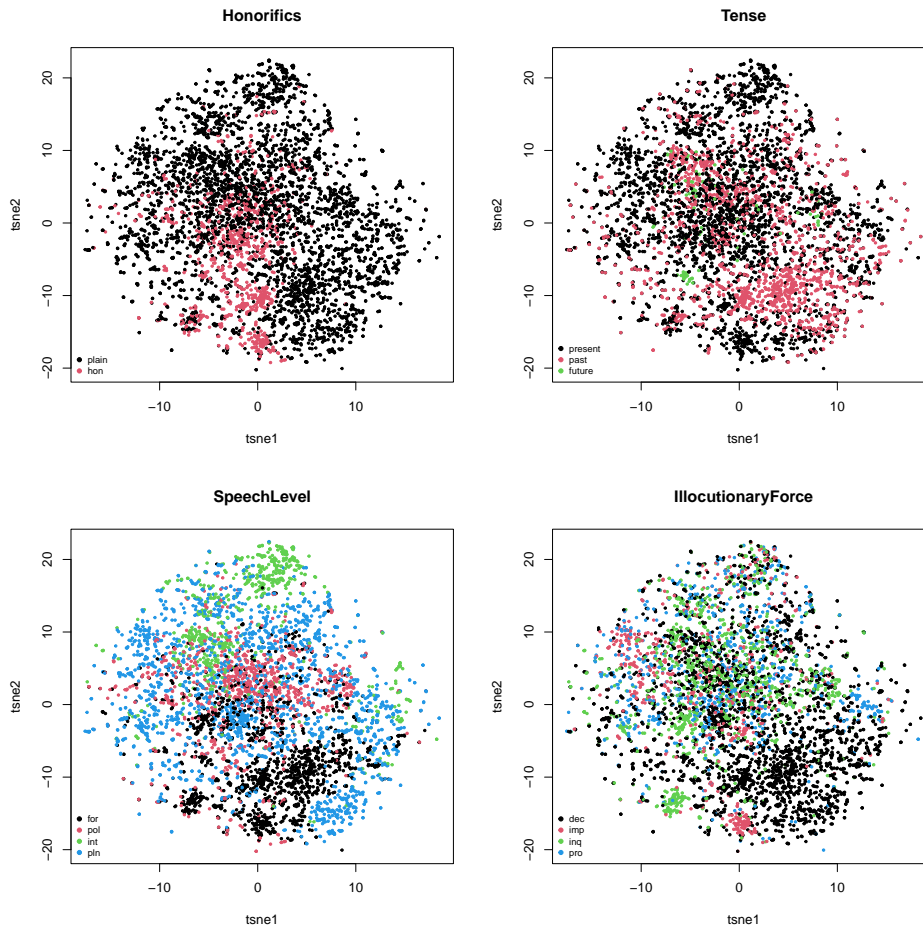 Honorifics
20
10
0
−10
−20
tsne2
plain
hon
−10 0 10
tsne1
Tense
20
10
0
−10
−20
tsne2
present
past
future
−10 0 10
tsne1
SpeechLevel
20
10
0
−10
−20
tsne2
for
pol
int
pln
−10 0 10
tsne1
IllocutionaryForce
20
10
0
−10
−20
tsne2
dec
imp
inq
pro
−10 0 10
tsne1